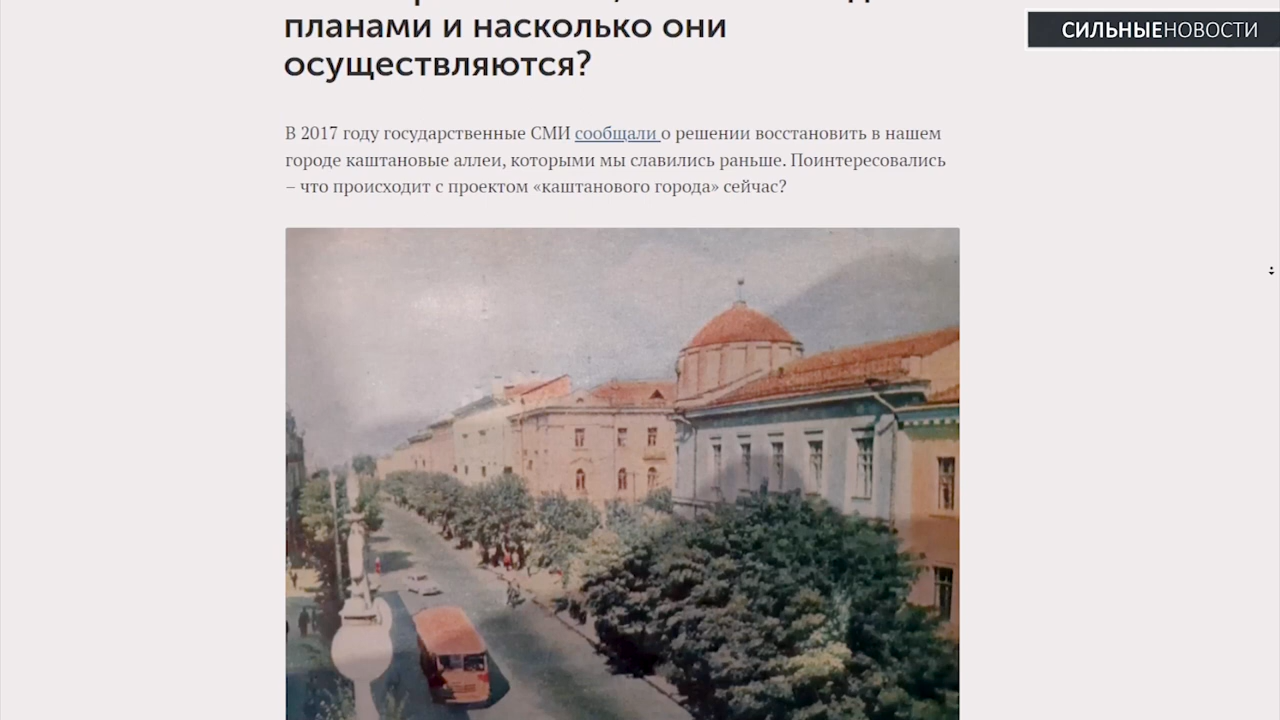 СИЛЬНЫЕНОВОСТИ
планами и насколько они
осуществляются?
В 2017 году государственные СМИ сообщали о решении восстановить в нашем
городе каштановые аллеи, которыми мы славились раньше. Поинтересовались
– что происходит с проектом «каштанового города» сейчас?